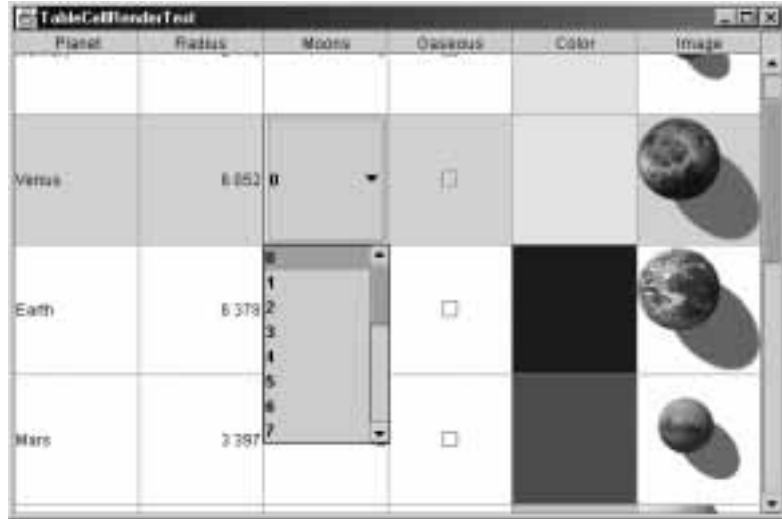 TableCellRenderTest
Planet Radius Moons Gaseous Color Image
Venus 6 052 0
0
1
Earth 6 378 2
3
4
5
6
Mars 3 397 7